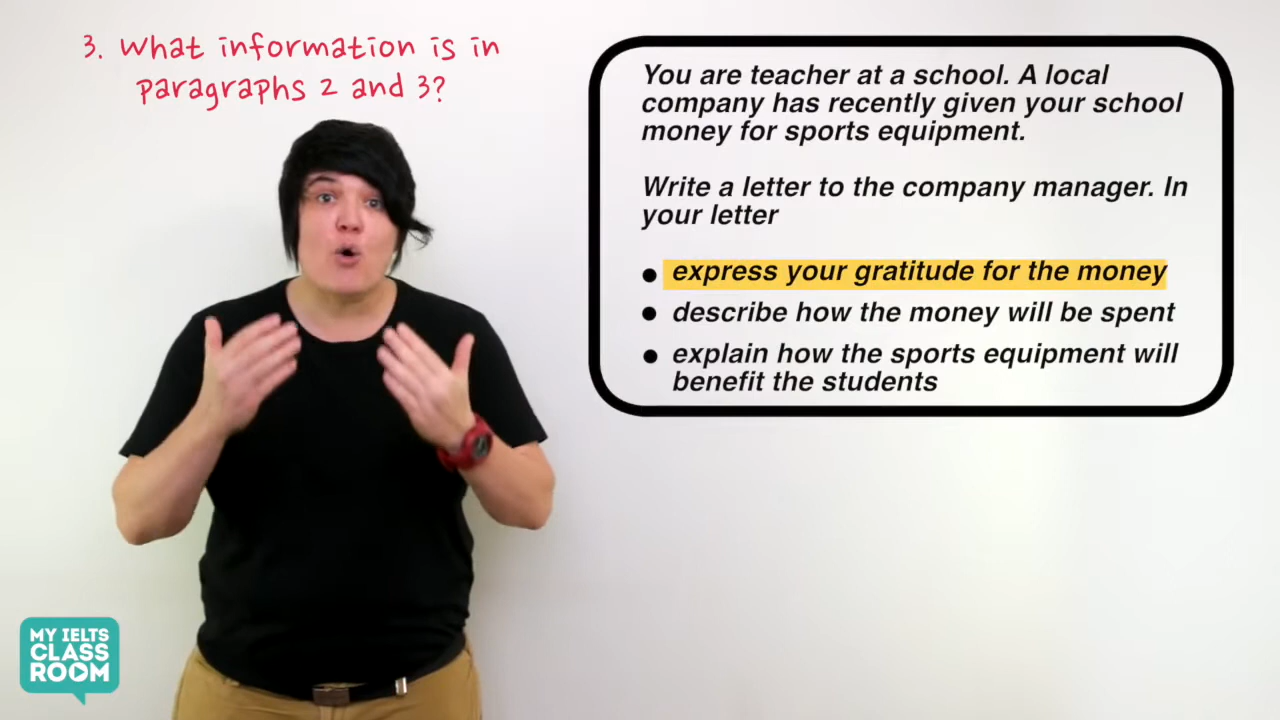 3. What information is in
paragraphs 2 and 3?
You are teacher at a school. A local
company has recently given your school
money for sports equipment.
Write a letter to the company manager. In
your letter
● express your gratitude for the money
● describe how the money will be spent
● explain how the sports equipment will
benefit the students
MY IELTS
CLASS
ROOM